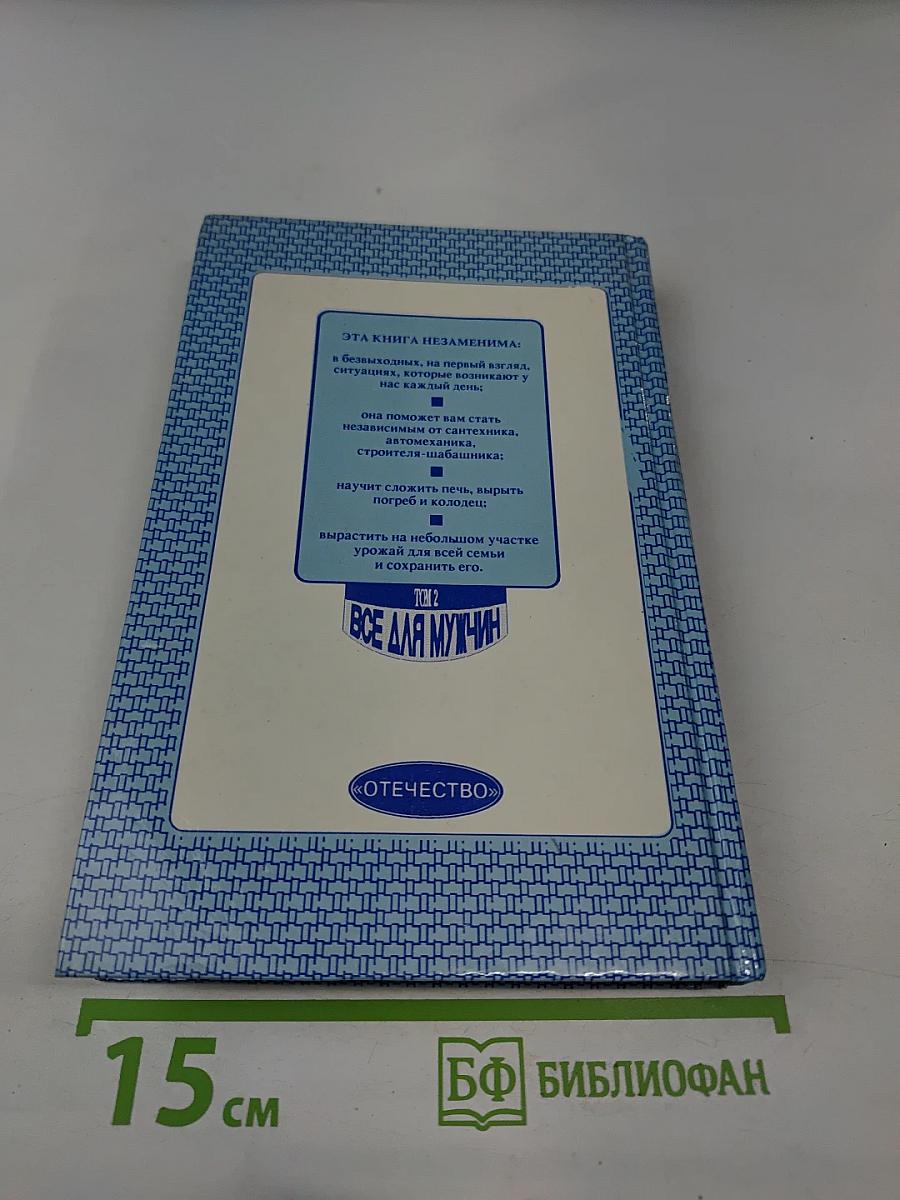 ЭТА КНИГА НЕЗАМЕНИМА:
в безвыходных, на первый взгляд,
ситуациях, которые возникают у
нас каждый день;
она поможет вам стать
независимым от сантехника,
автомеханика,
строителя-шабашника;
научит сложить печь, вырыть
погреб и колодец;
вырастить на небольшом участке
урожай для всей семьи
и сохранить его.
ТОМ 2
ВСЕ ДЛЯ МУЖЧИН
«ОТЕЧЕСТВО»
15 см
БФ БИБЛИОФАН